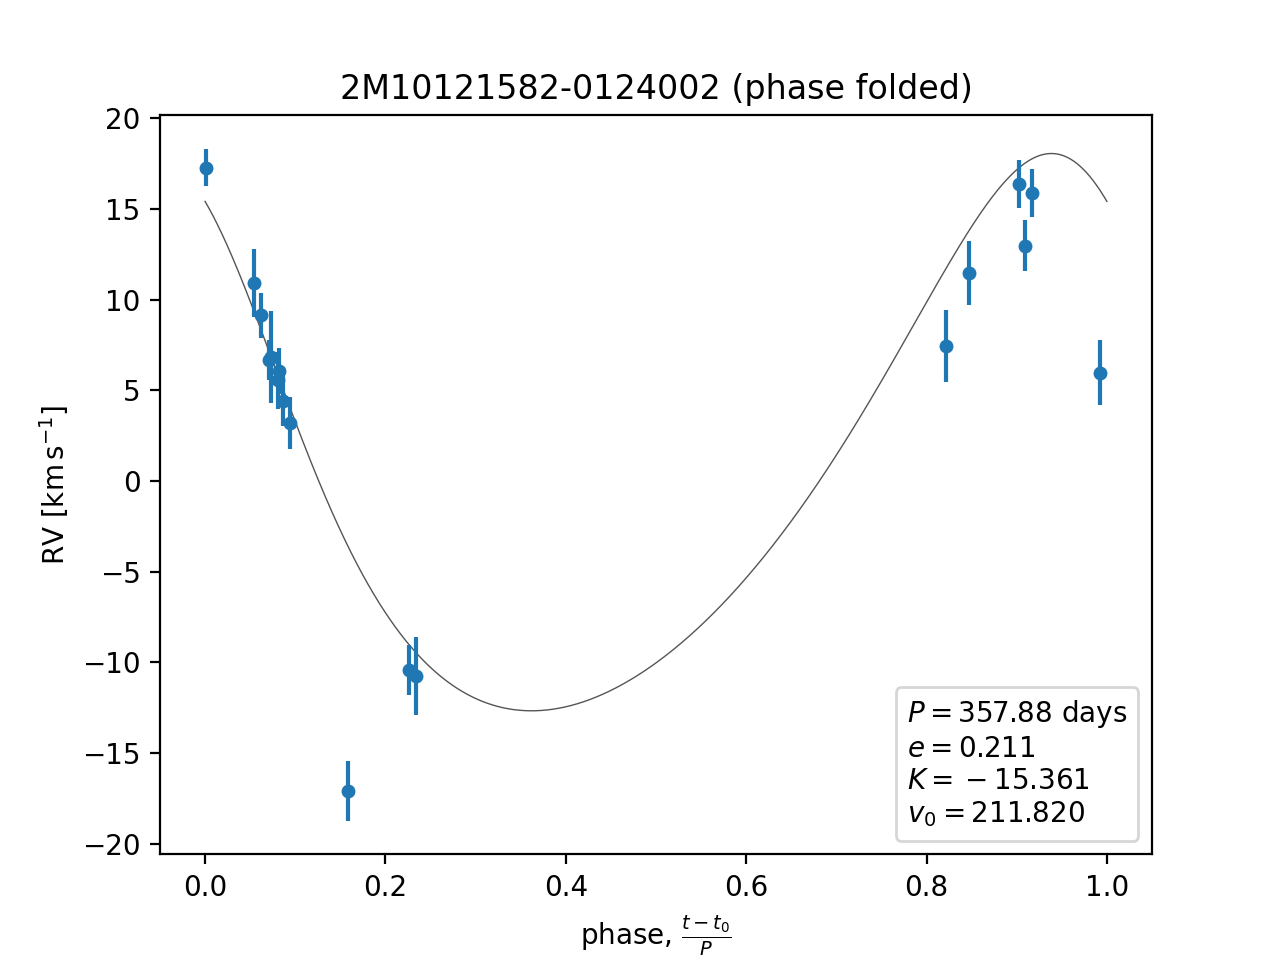 2M10121582-0124002 (phase folded)
20
15
10
5
0
−5
−10
−15
−20
RV [km s⁻¹]
P = 357.88 days
e = 0.211
K = −15.361
v₀ = 211.820
0.0 0.2 0.4 0.6 0.8 1.0
phase, (t − t₀)/P